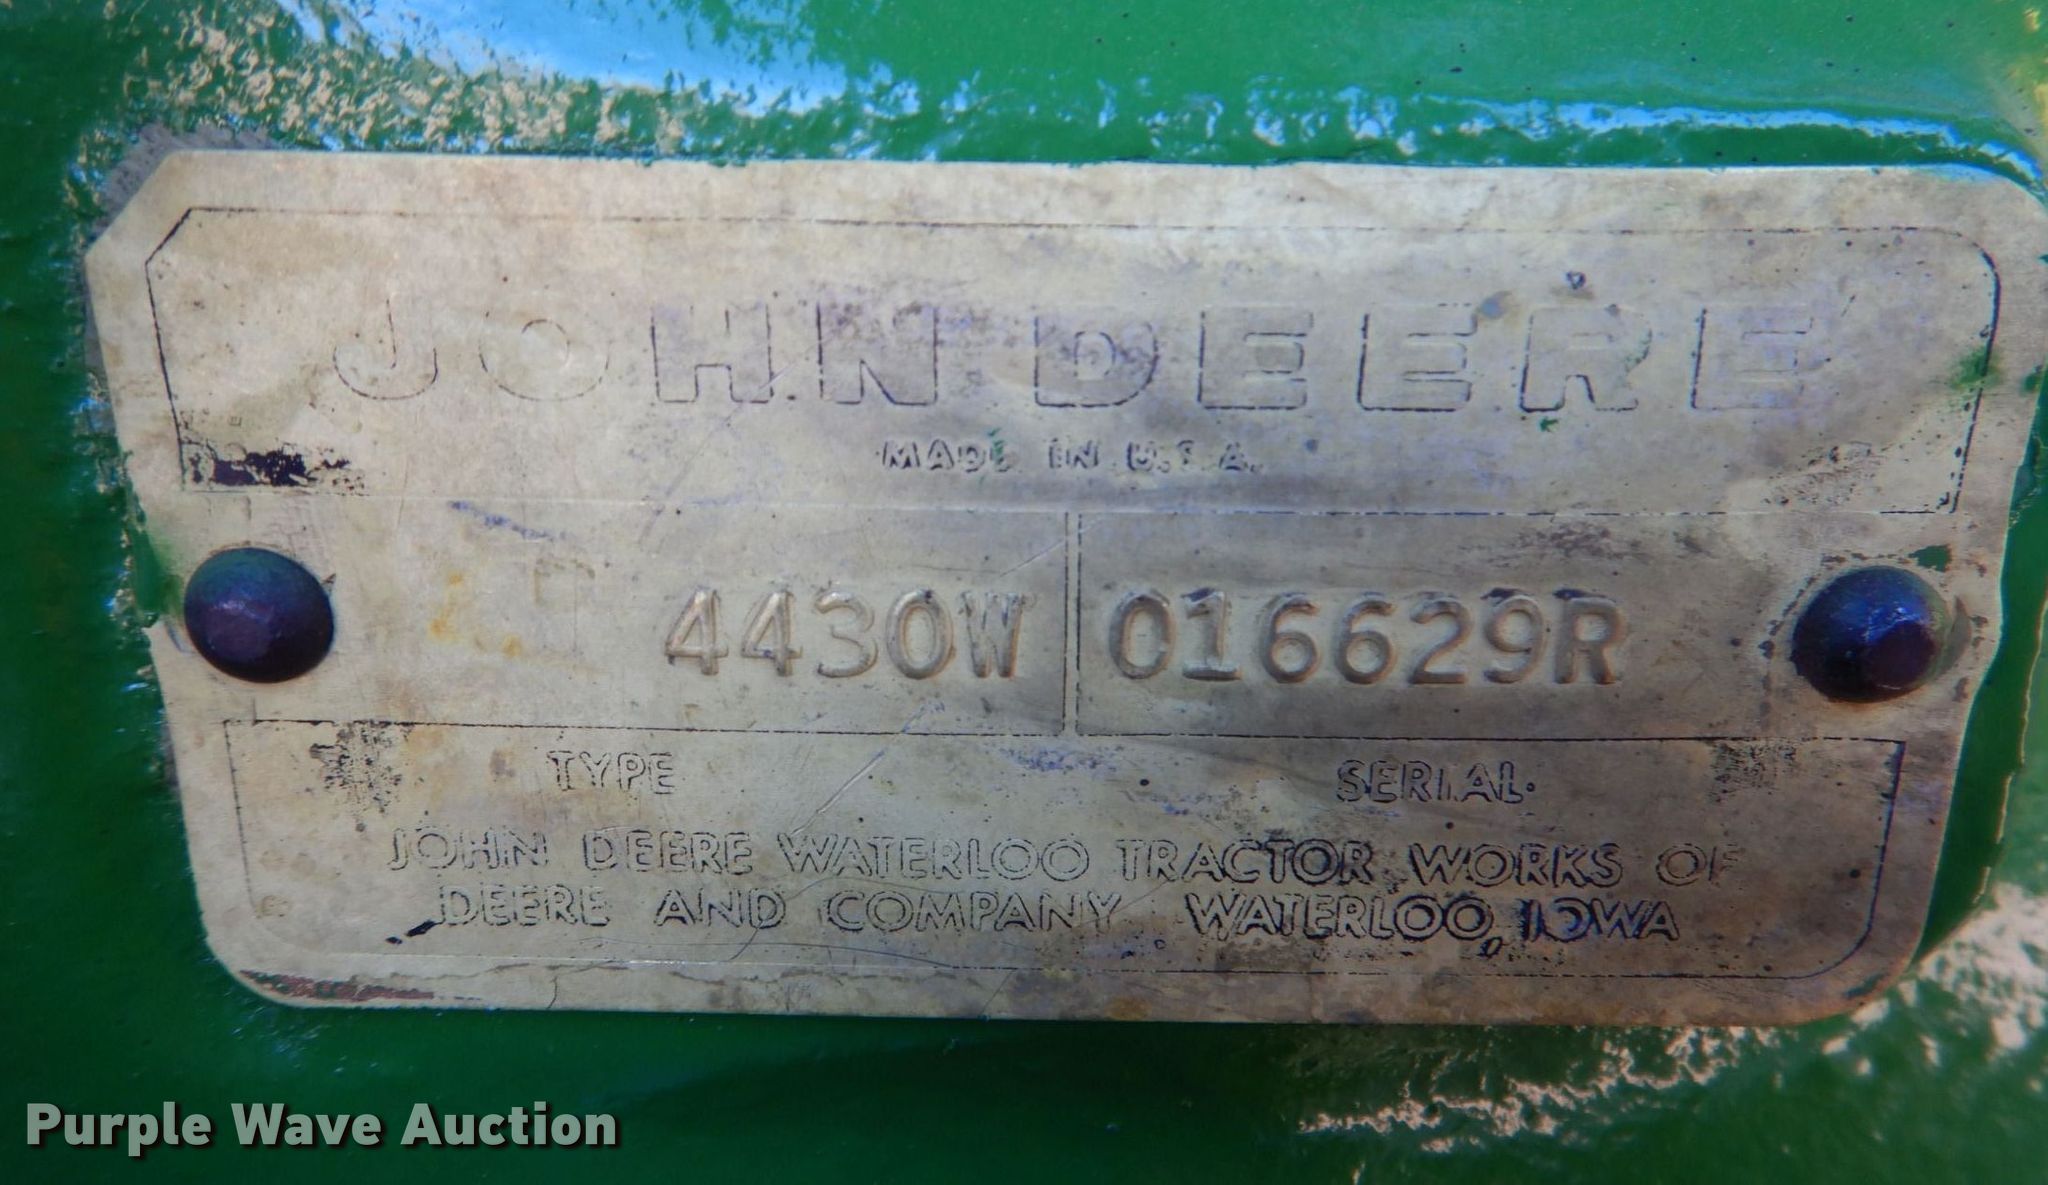 JOHN DEERE
MADE IN U.S.A.
4430W 016629R
TYPE SERIAL
JOHN DEERE WATERLOO TRACTOR WORKS OF
DEERE AND COMPANY WATERLOO, IOWA
Purple Wave Auction